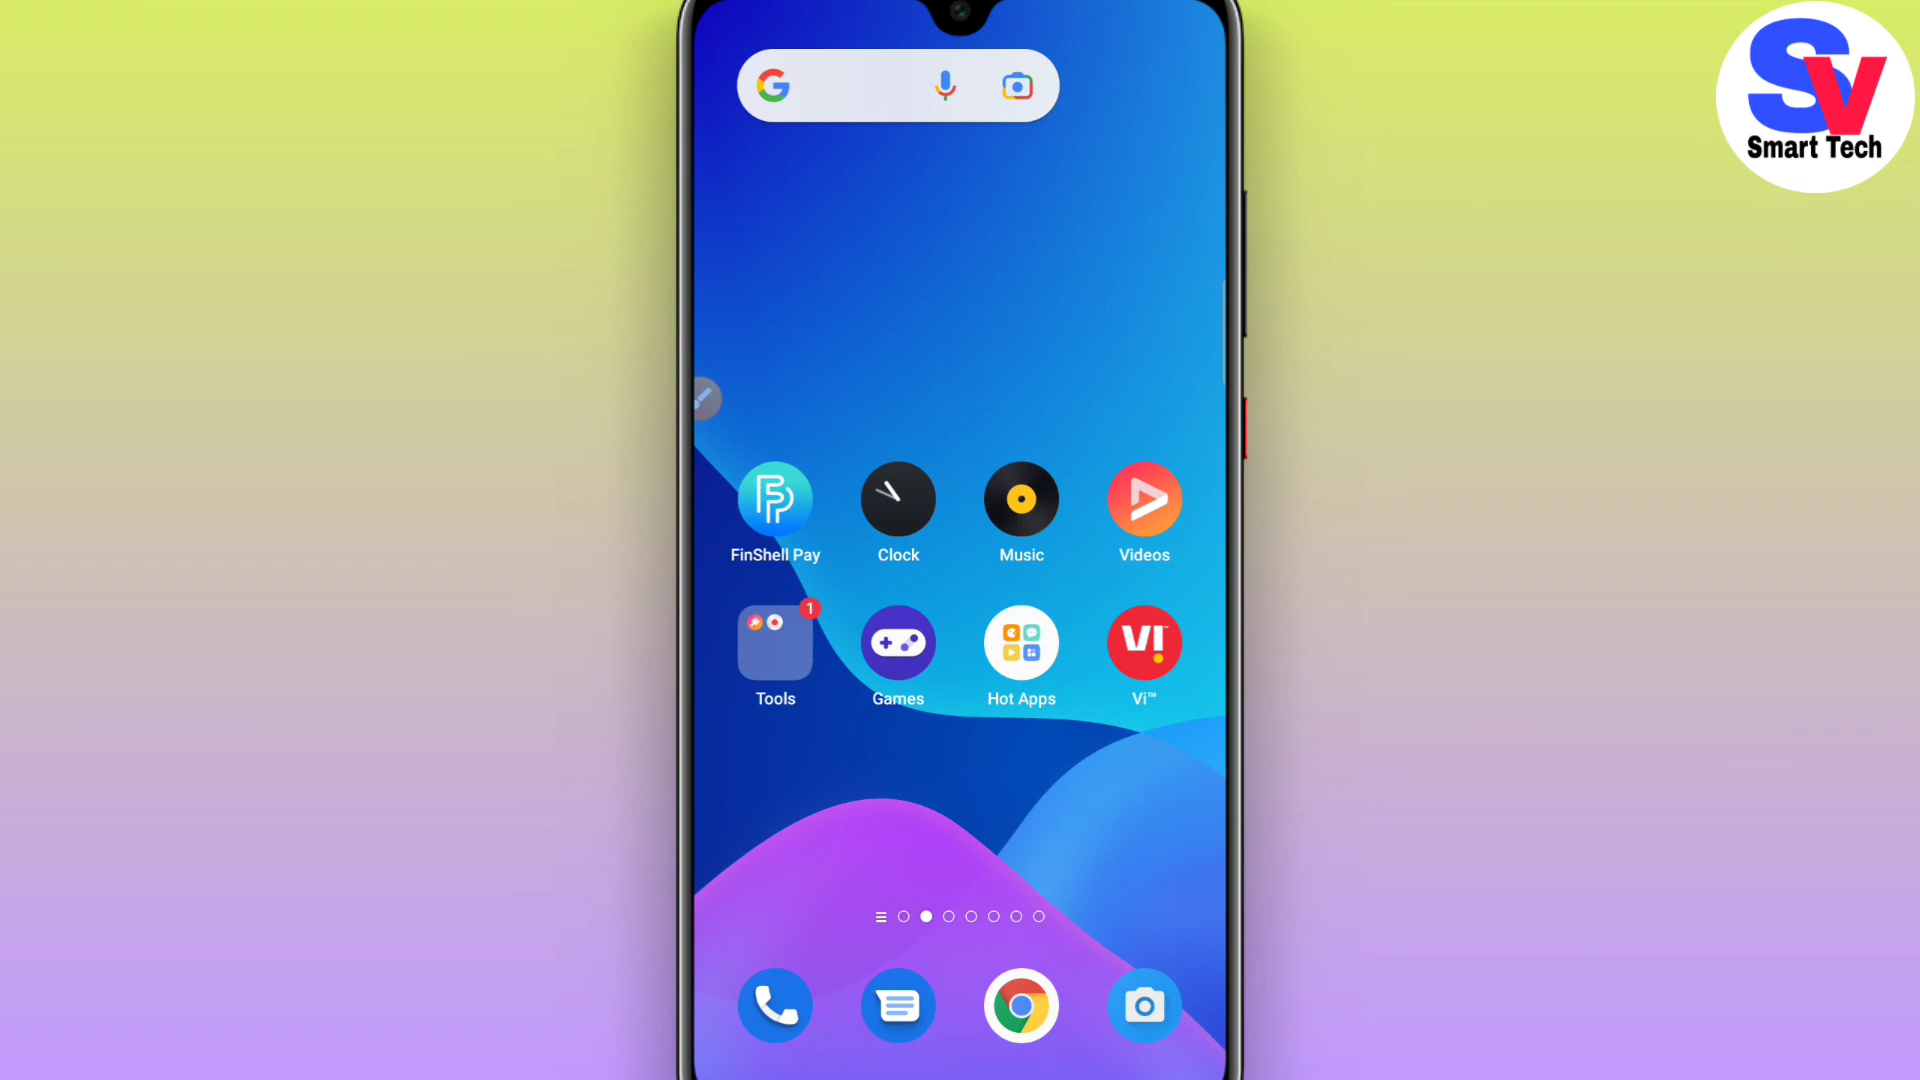 SV
Smart Tech
FinShell Pay
Clock
Music
Videos
1
Tools
Games
VI
Hot Apps
Vi™